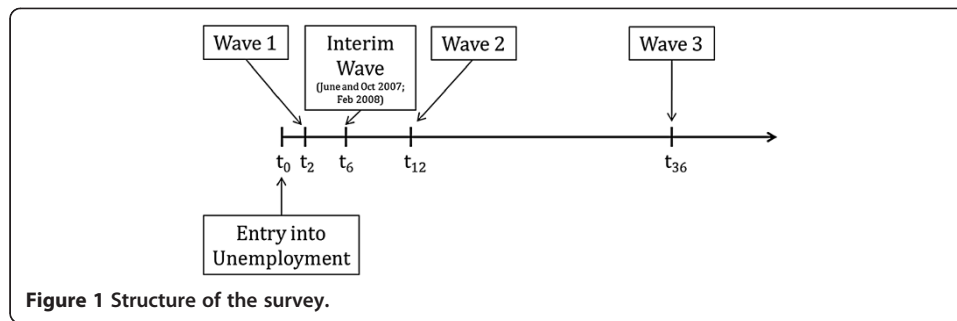 Wave 1
Interim
Wave
(June and Oct 2007;
Feb 2008)
Wave 2
Wave 3
t0 t2 t6 t12 t36
Entry into
Unemployment
Figure 1 Structure of the survey.